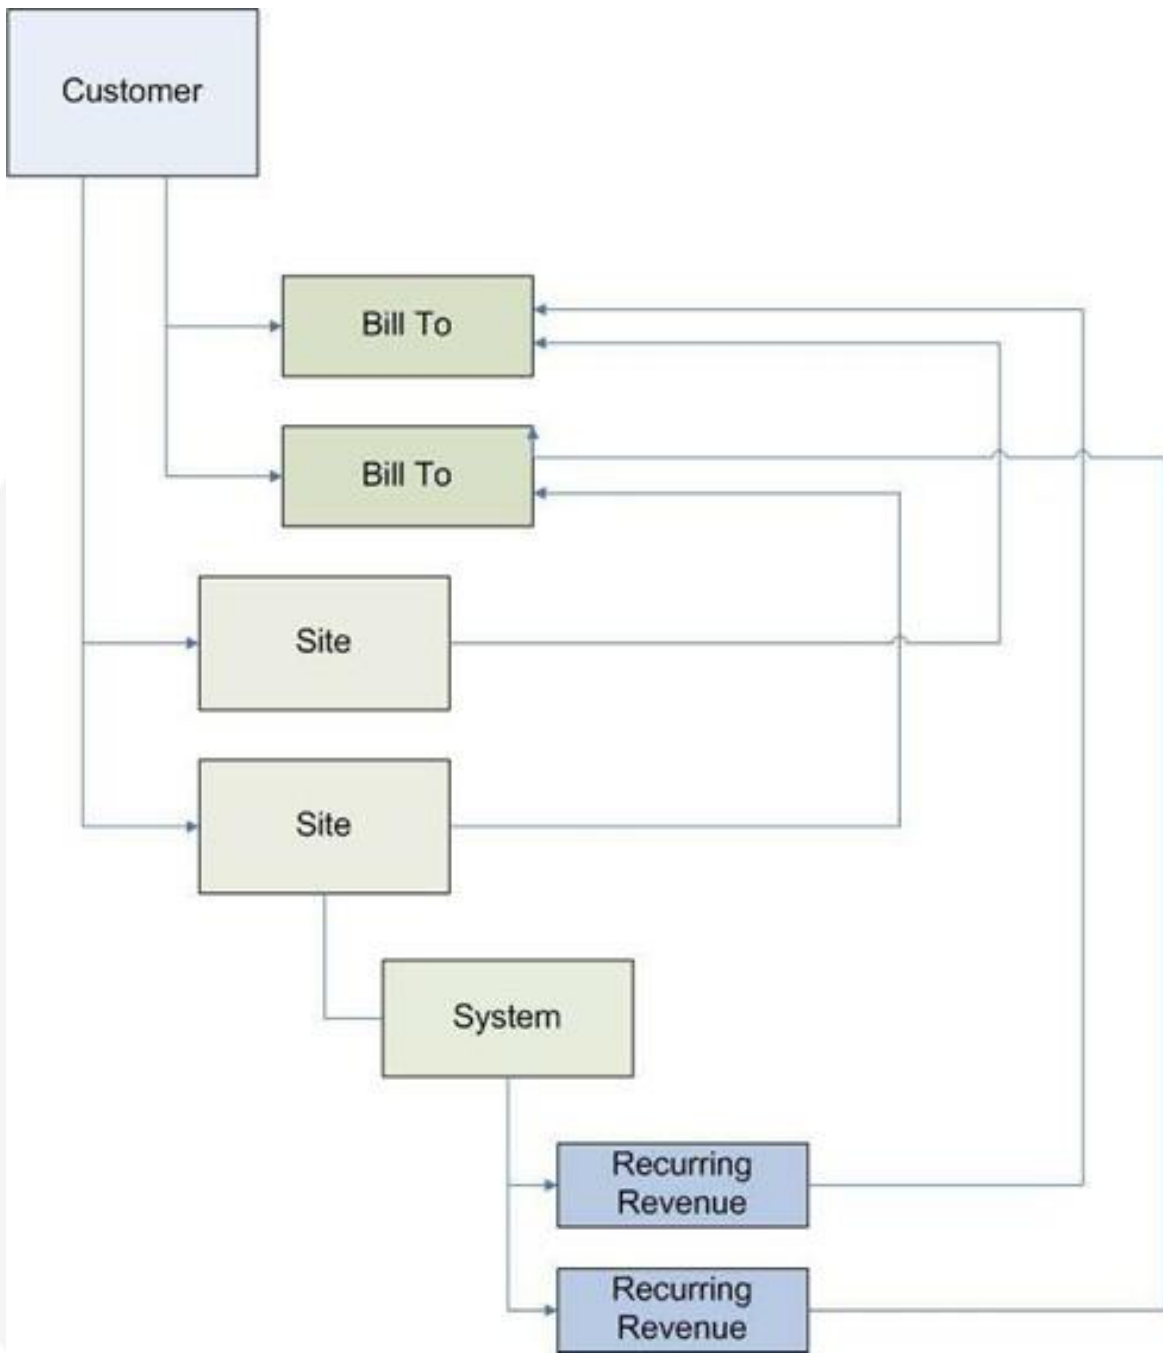 Customer
Bill To
Bill To
Site
Site
System
Recurring
Revenue
Recurring
Revenue